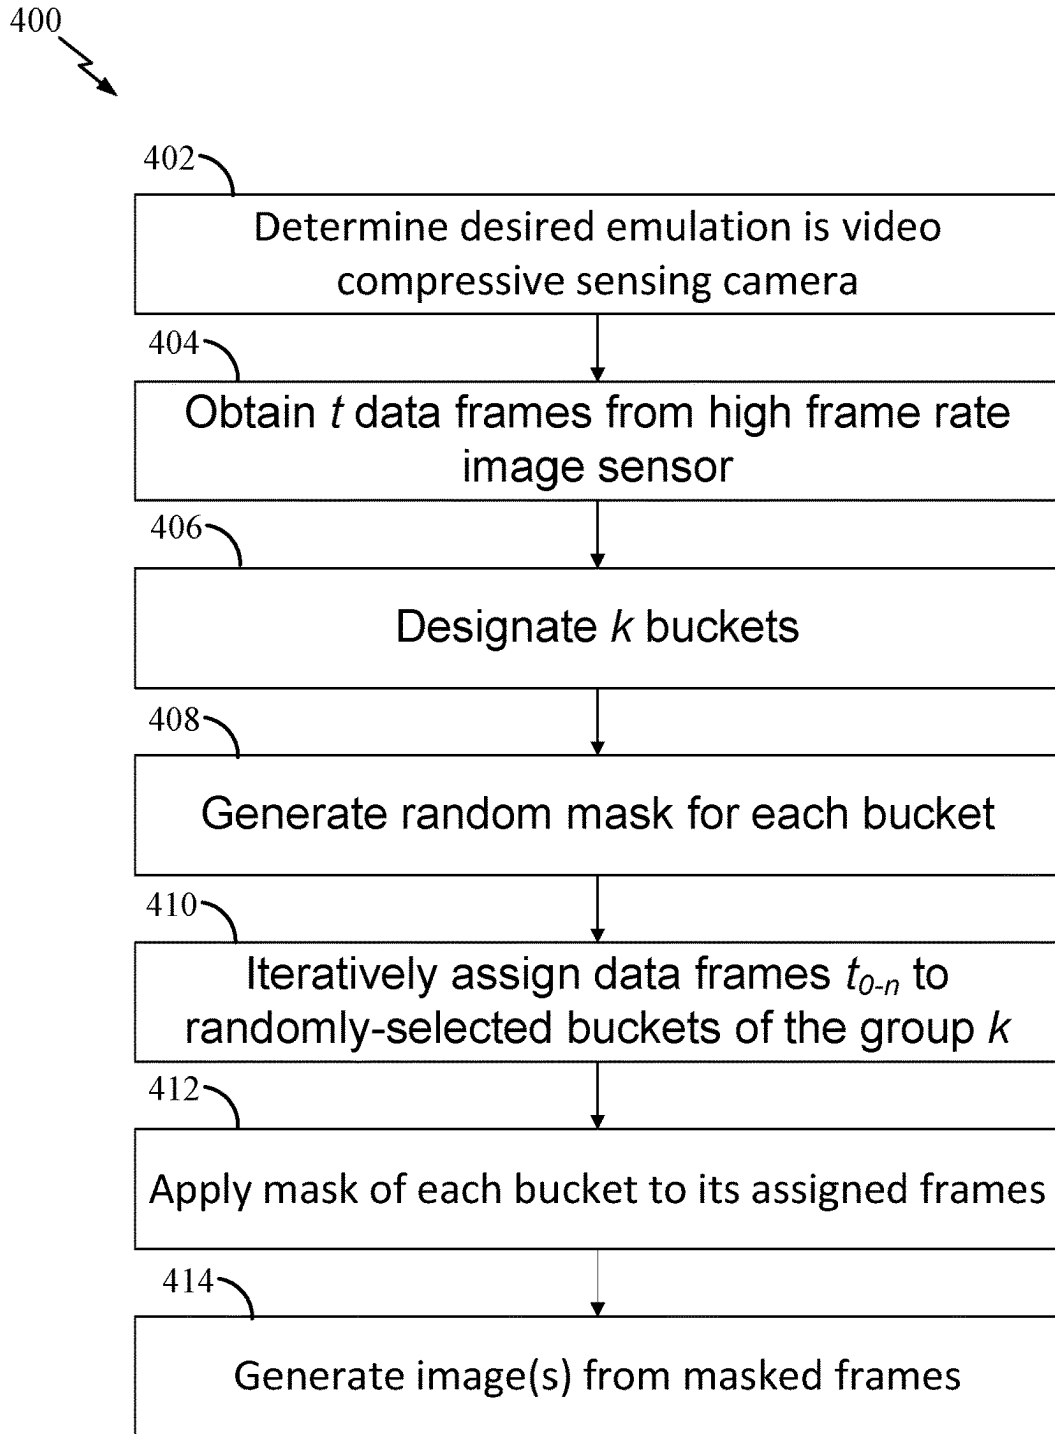 400
402
Determine desired emulation is video
compressive sensing camera
404
Obtain t data frames from high frame rate
image sensor
406
Designate k buckets
408
Generate random mask for each bucket
410
Iteratively assign data frames t0-n to
randomly-selected buckets of the group k
412
Apply mask of each bucket to its assigned frames
414
Generate image(s) from masked frames